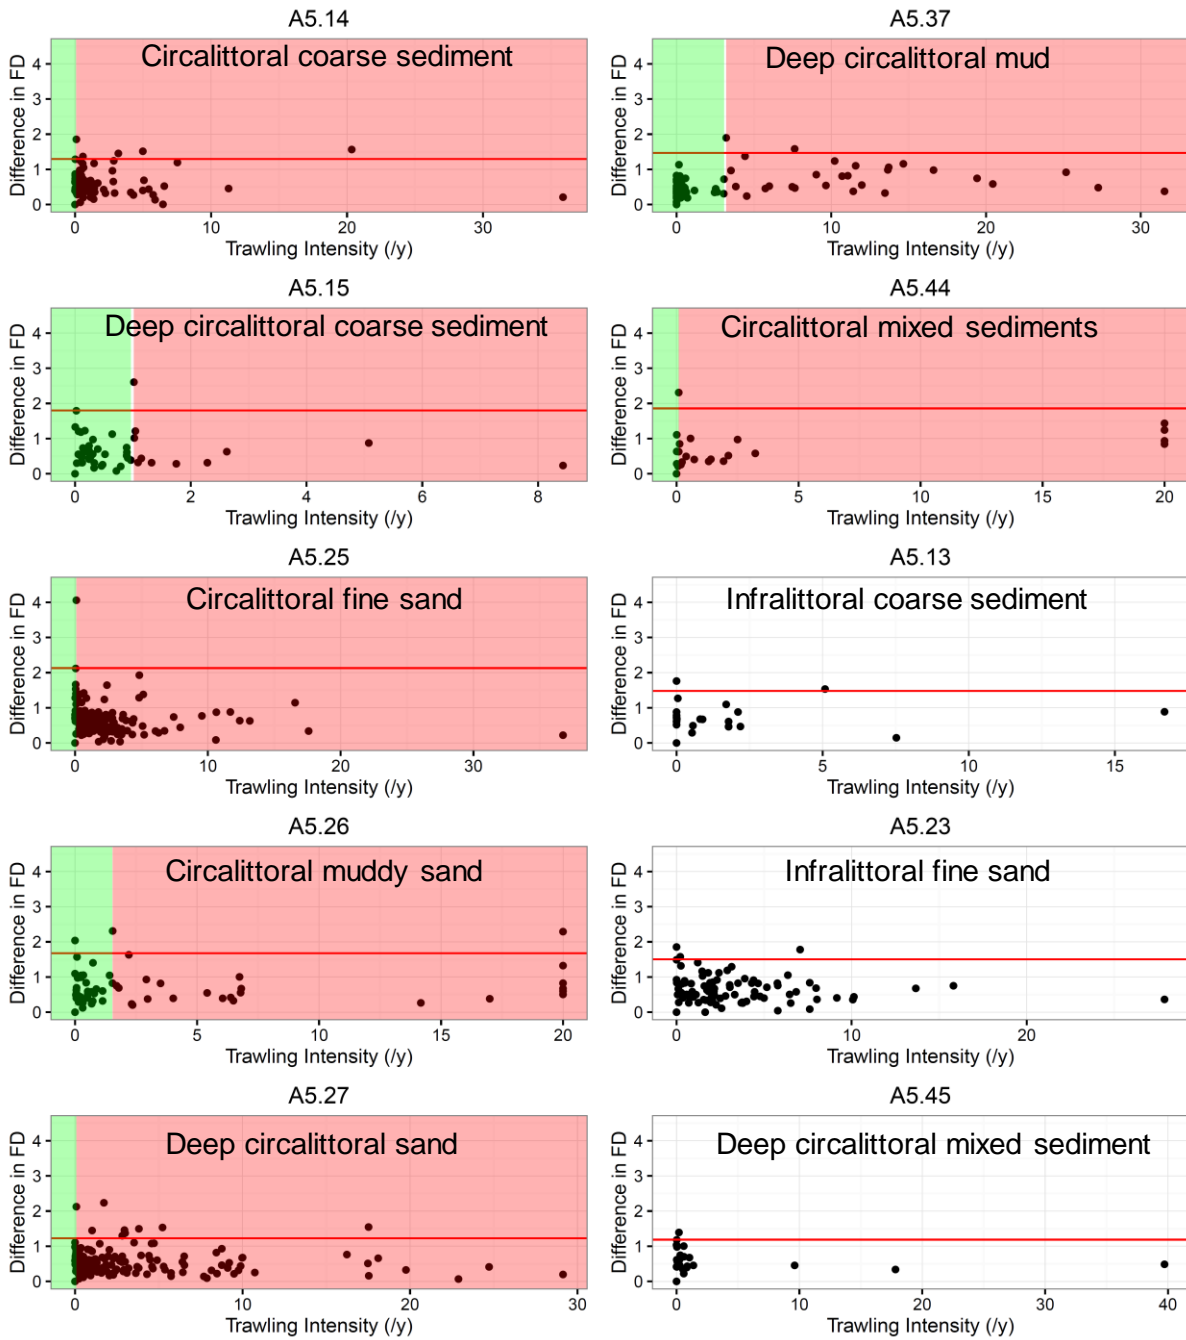 A5.14
Circalittoral coarse sediment
Difference in FD
4
3
2
1
0
0 10 20 30
Trawling Intensity (/y)
A5.37
Deep circalittoral mud
Difference in FD
4
3
2
1
0
0 10 20 30
Trawling Intensity (/y)
A5.15
Deep circalittoral coarse sediment
Difference in FD
4
3
2
1
0
0 2 4 6 8
Trawling Intensity (/y)
A5.44
Circalittoral mixed sediments
Difference in FD
4
3
2
1
0
0 5 10 15 20
Trawling Intensity (/y)
A5.25
Circalittoral fine sand
Difference in FD
4
3
2
1
0
0 10 20 30
Trawling Intensity (/y)
A5.13
Infralittoral coarse sediment
Difference in FD
4
3
2
1
0
0 5 10 15
Trawling Intensity (/y)
A5.26
Circalittoral muddy sand
Difference in FD
4
3
2
1
0
0 5 10 15 20
Trawling Intensity (/y)
A5.23
Infralittoral fine sand
Difference in FD
4
3
2
1
0
0 10 20
Trawling Intensity (/y)
A5.27
Deep circalittoral sand
Difference in FD
4
3
2
1
0
0 10 20 30
Trawling Intensity (/y)
A5.45
Deep circalittoral mixed sediment
Difference in FD
4
3
2
1
0
0 10 20 30 40
Trawling Intensity (/y)